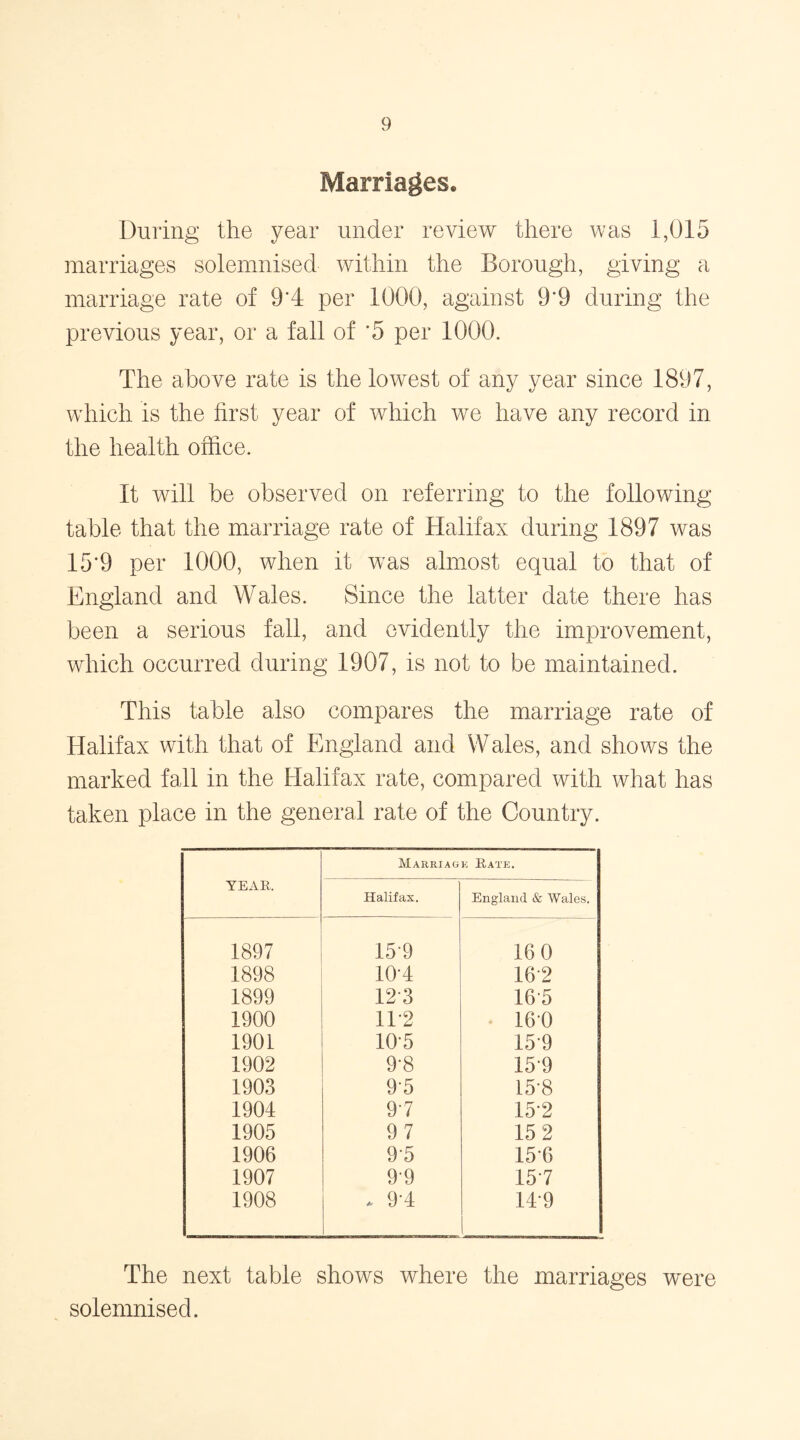 9
Marriages.
During the year under review there was 1,015
marriages solemnised within the Borough, giving a
marriage rate of 9·4 per 1000, against 9·9 during the
previous year, or a fall of ·5 per 1000.
The above rate is the lowest of any year since 1897,
which is the first year of which we have any record in
the health office.
It will be observed on referring to the following
table that the marriage rate of Halifax during 1897 was
15·9 per 1000, when it was almost equal to that of
England and Wales. Since the latter date there has
been a serious fall, and evidently the improvement,
which occurred during 1907, is not to be maintained.
This table also compares the marriage rate of
Halifax with that of England and Wales, and shows the
marked fall in the Halifax rate, compared with what has
taken place in the general rate of the Country.
YEAR. Marriage Rate.
Halifax. England & Wales.
1897 15·9 16 0
1898 10·4 16·2
1899 12·3 16·5
1900 11·2 16·0
1901 10·5 15·9
1902 9·8 15·9
1903 9·5 15·8
1904 9·7 15·2
1905 9 7 15 2
1906 9·5 15·6
1907 9·9 15·7
1908 9·4 14·9
The next table shows where the marriages were
solemnised.